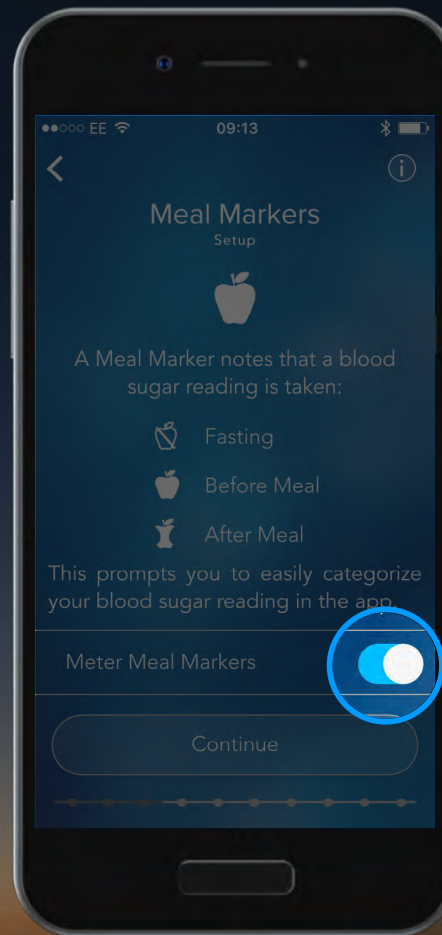 EE 09:13
Meal Markers
Setup
A Meal Marker notes that a blood
sugar reading is taken:
Fasting
Before Meal
After Meal
This prompts you to easily categorize
your blood sugar reading in the app.
Meter Meal Markers
Continue